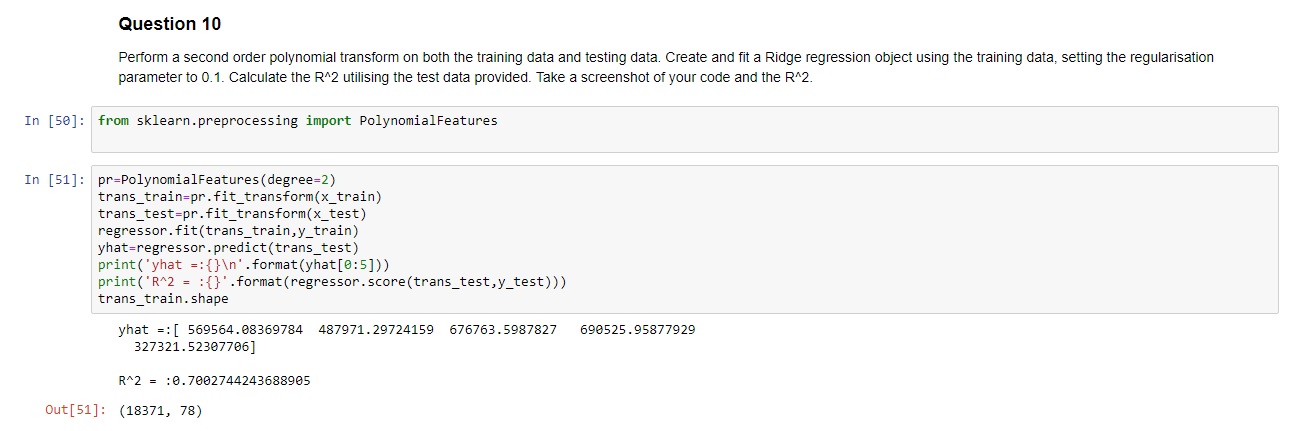 Question 10
Perform a second order polynomial transform on both the training data and testing data. Create and fit a Ridge regression object using the training data, setting the regularisation
parameter to 0.1. Calculate the R^2 utilising the test data provided. Take a screenshot of your code and the R^2.
In [50]: from sklearn.preprocessing import PolynomialFeatures
In [51]: pr=PolynomialFeatures(degree=2)
trans_train=pr.fit_transform(x_train)
trans_test=pr.fit_transform(x_test)
regressor.fit(trans_train,y_train)
yhat=regressor.predict(trans_test)
print('yhat =:{}\n'.format(yhat[0:5]))
print('R^2 = :{}'.format(regressor.score(trans_test,y_test)))
trans_train.shape
yhat =:[ 569564.08369784  487971.29724159  676763.5987827   690525.95877929
327321.52307706]
R^2 = :0.7002744243688905
Out[51]: (18371, 78)